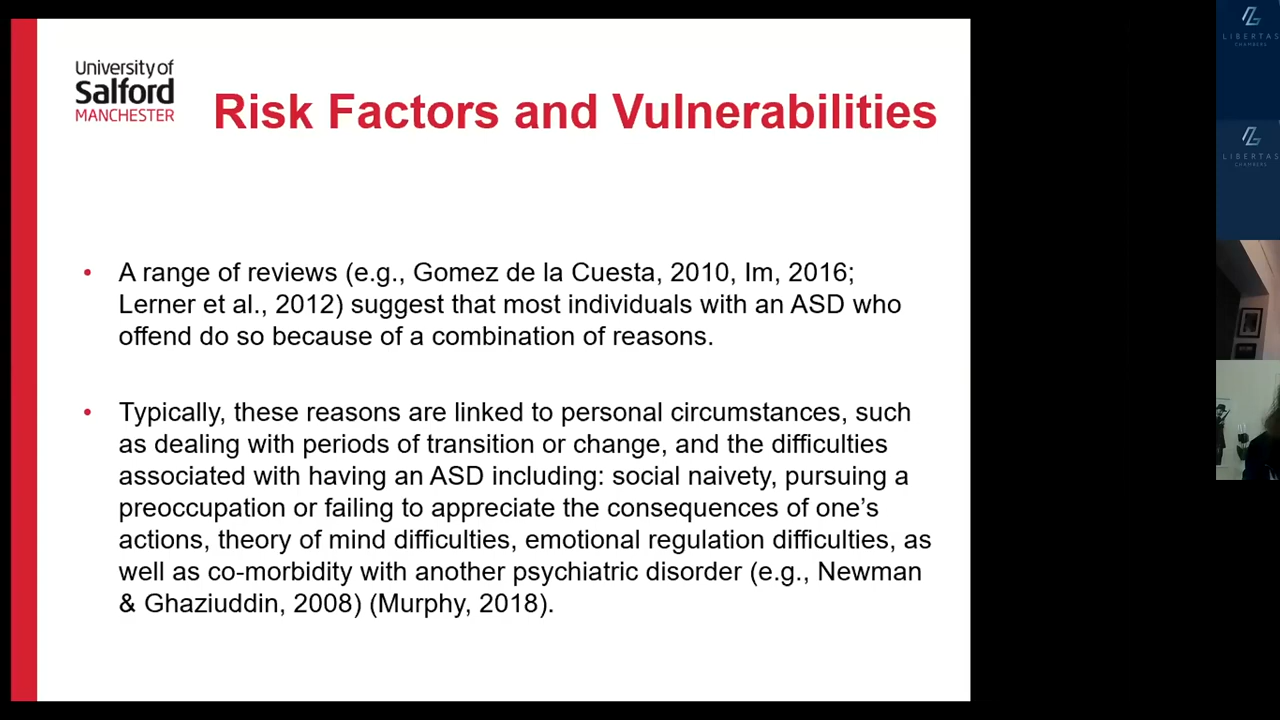 University of
Salford
MANCHESTER
Risk Factors and Vulnerabilities
• A range of reviews (e.g., Gomez de la Cuesta, 2010, Im, 2016;
Lerner et al., 2012) suggest that most individuals with an ASD who
offend do so because of a combination of reasons.
• Typically, these reasons are linked to personal circumstances, such
as dealing with periods of transition or change, and the difficulties
associated with having an ASD including: social naivety, pursuing a
preoccupation or failing to appreciate the consequences of one’s
actions, theory of mind difficulties, emotional regulation difficulties, as
well as co-morbidity with another psychiatric disorder (e.g., Newman
& Ghaziuddin, 2008) (Murphy, 2018).
LIBERTAS
CHAMBERS
LIBERTAS
CHAMBERS